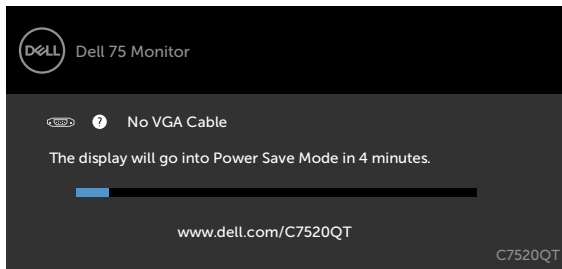 DELL Dell 75 Monitor
? No VGA Cable
The display will go into Power Save Mode in 4 minutes.
www.dell.com/C7520QT
C7520QT